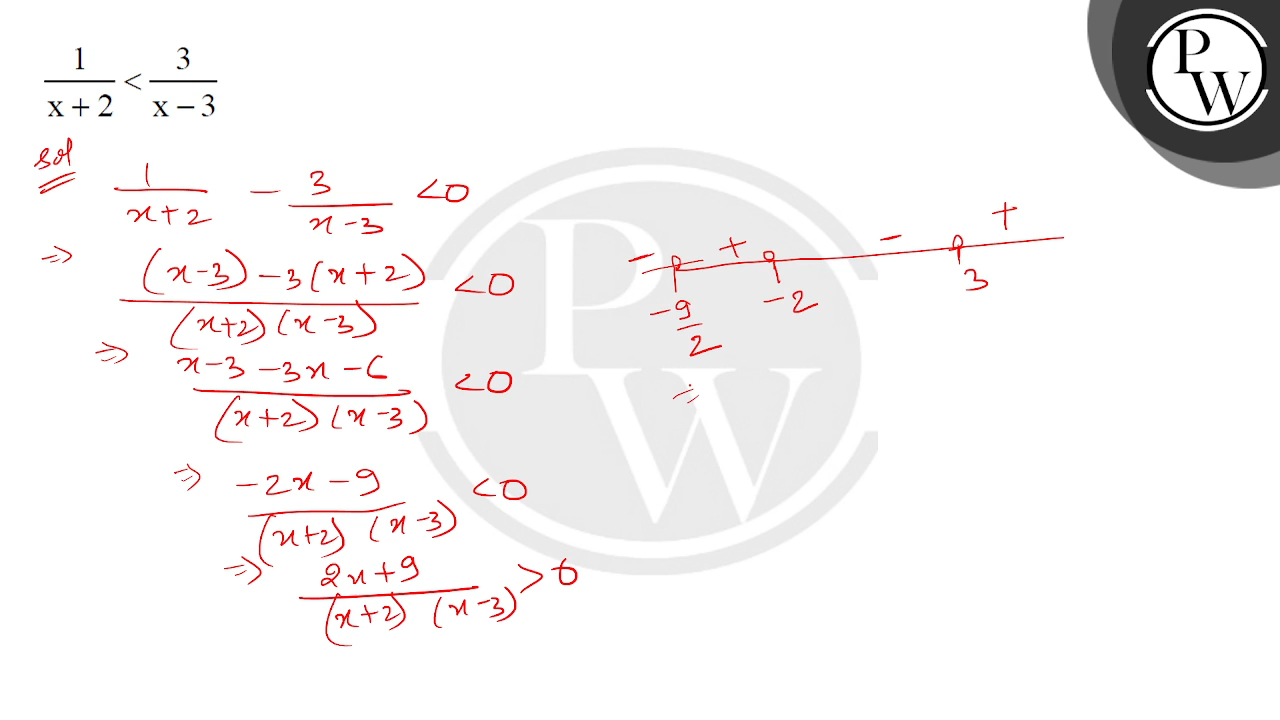 1/(x + 2) < 3/(x − 3)
PW
sol
1/(x+2) − 3/(x−3) <0
⇒ ((x-3) −3(x+2))/((x+2)(x-3)) <0
⇒ (x−3 −3x −6)/((x+2)(x-3)) <0
⇒ (−2x −9)/((x+2)(x-3)) <0
⇒ (2x+9)/((x+2)(x-3)) >0
− + − +
−9/2 −2 3
⇒
PW